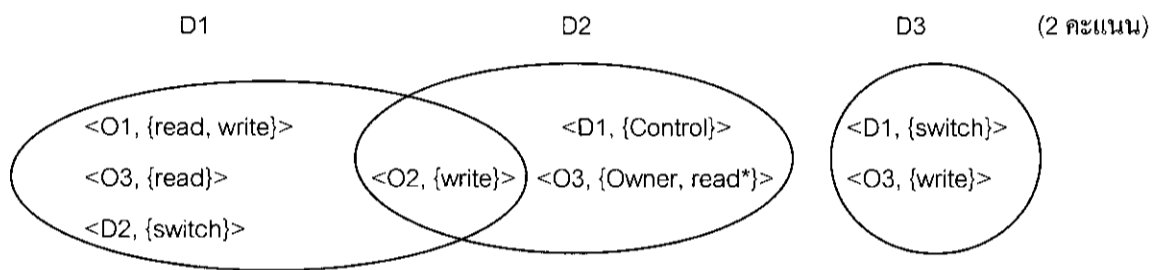 D1 D2 D3 (2 คะแนน)
<O1, {read, write}> <D1, {Control}> <D1, {switch}>
<O3, {read}> <O2, {write}> <O3, {Owner, read*}> <O3, {write}>
<D2, {switch}>